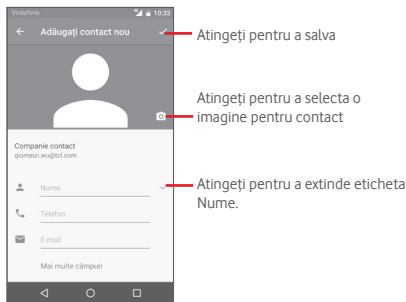 Vodafone 10:33
Adăugați contact nou
Atingeți pentru a salva
Atingeți pentru a selecta o
imagine pentru contact
Companie contact
qiumeizi.wu@tcl.com
Nume
Atingeți pentru a extinde eticheta
Nume.
Telefon
E-mail
Mai multe câmpuri